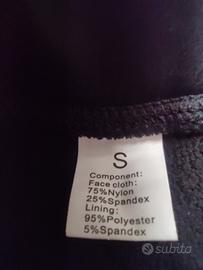 S
Component:
Face cloth:
75%Nylon
25%Spandex
Lining:
95%Polyester
5%Spandex
subito